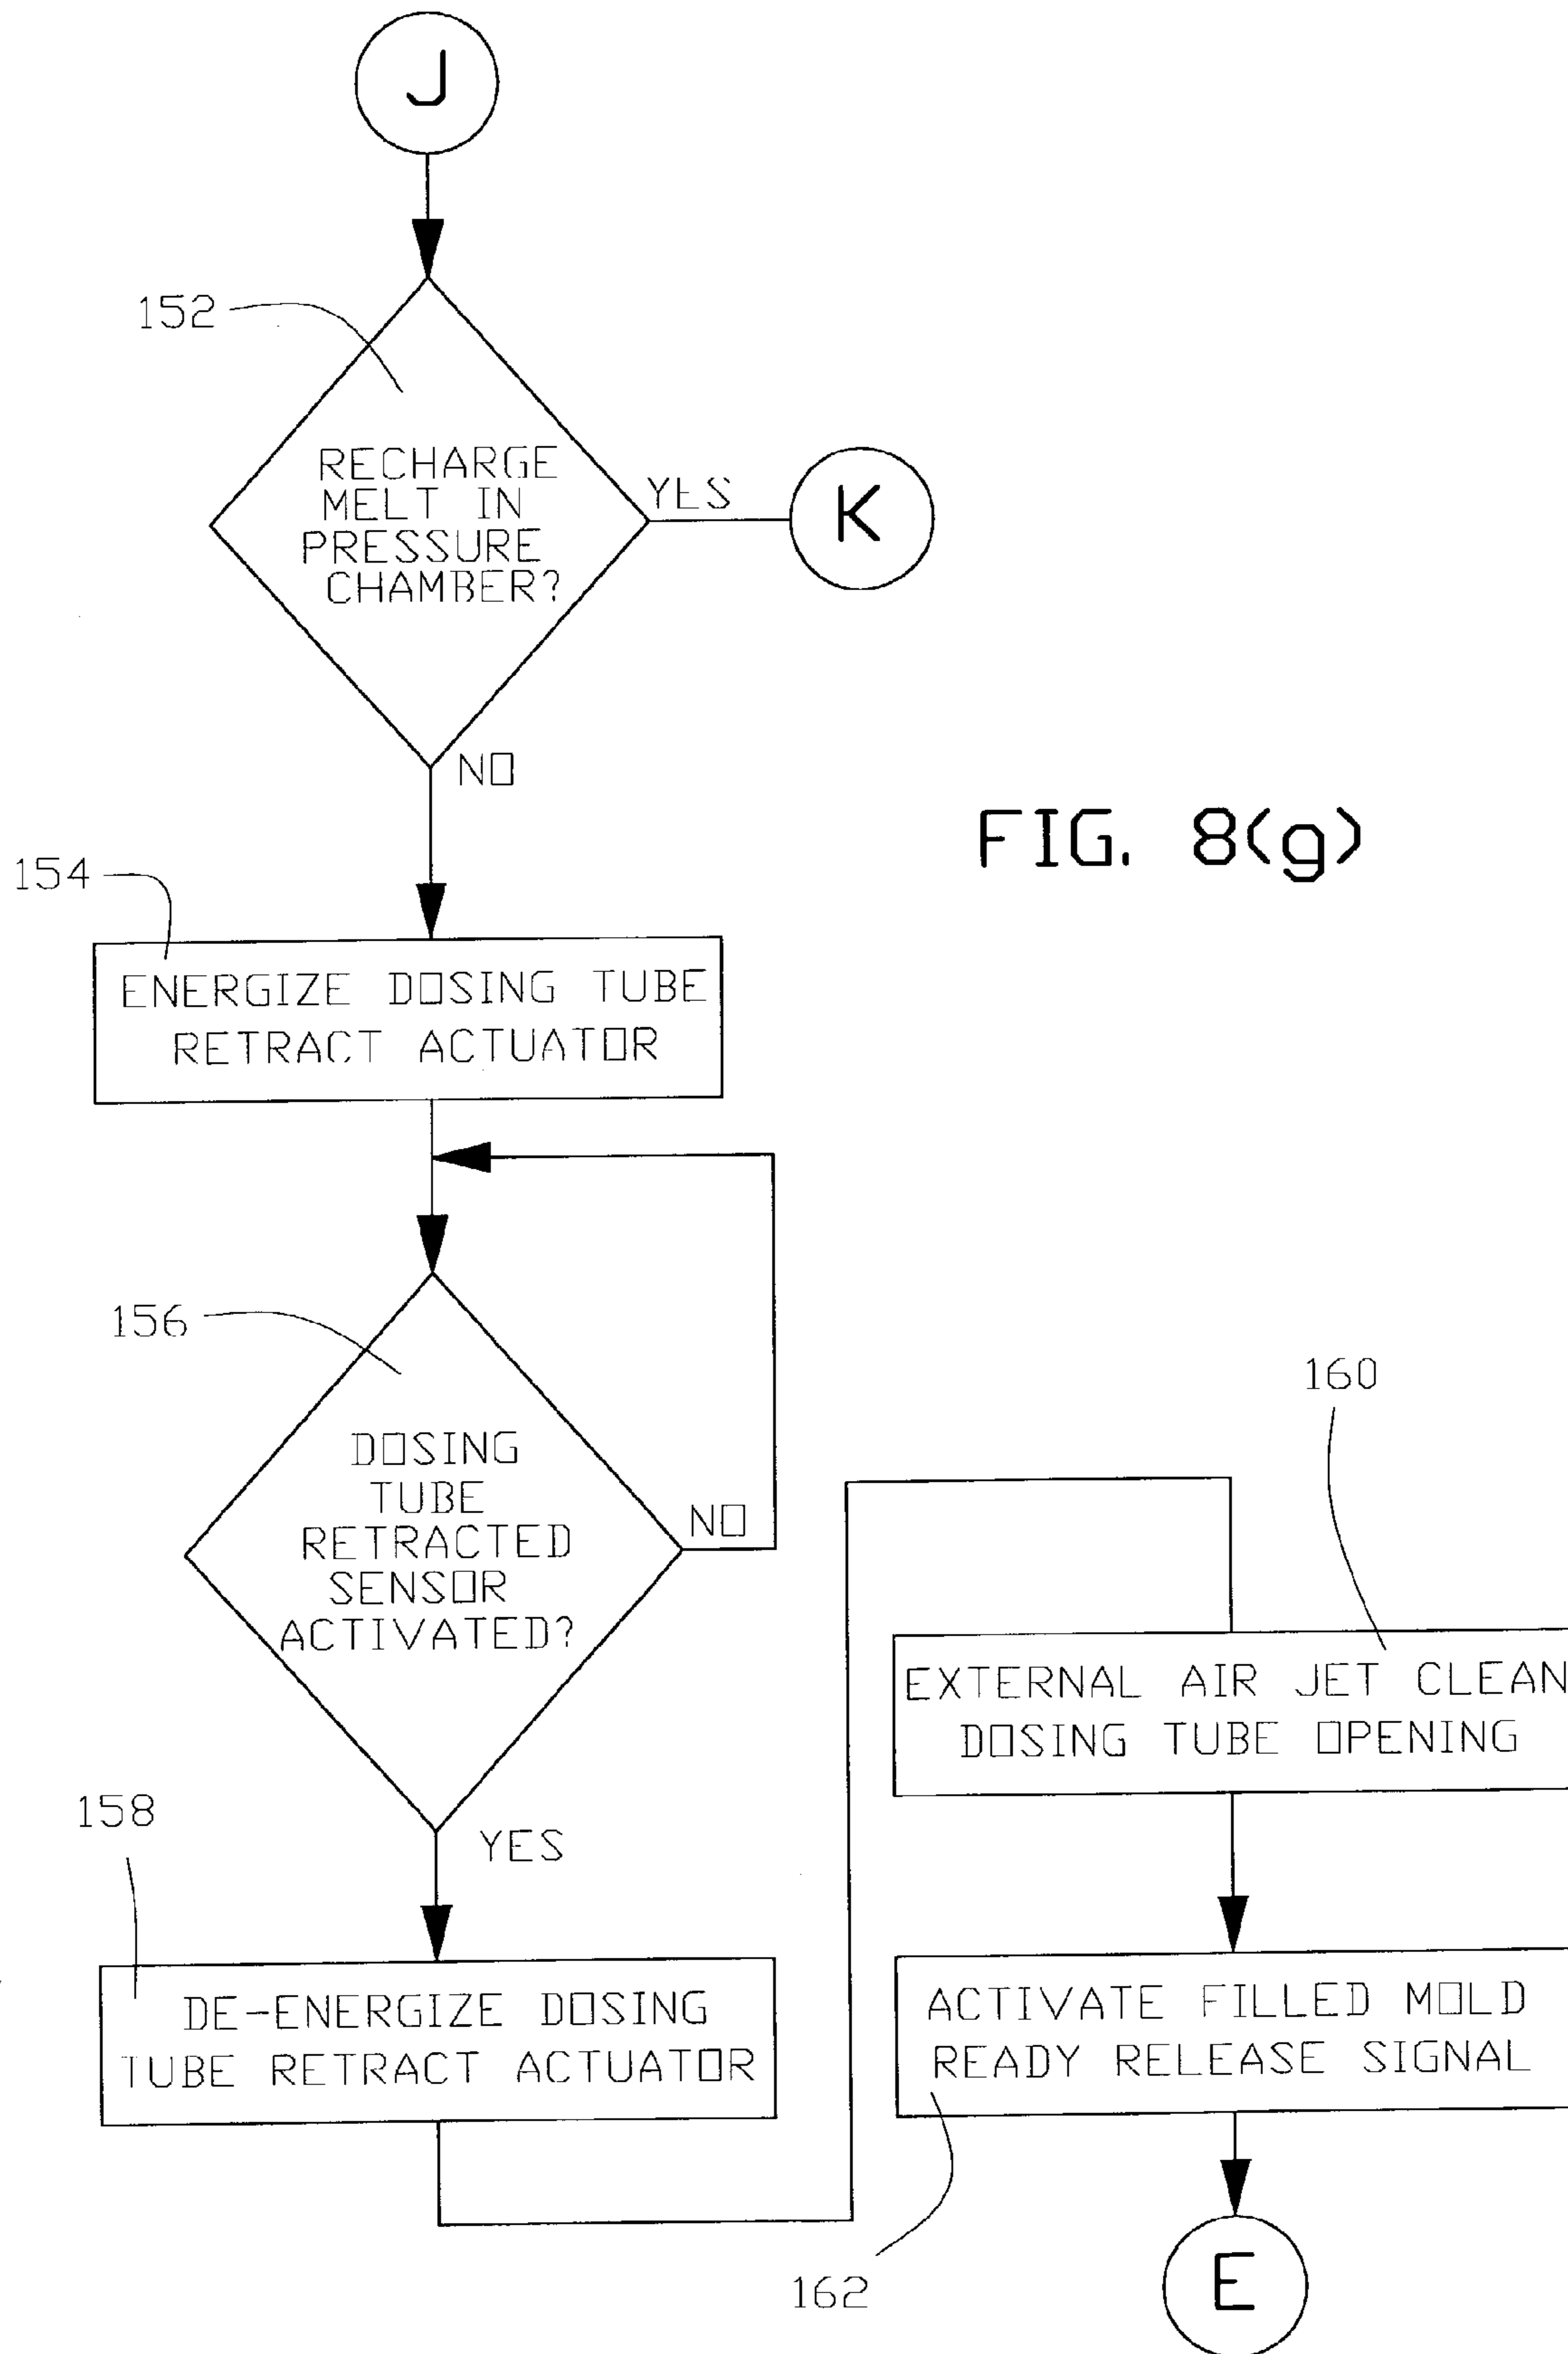 J
152
RECHARGE
MELT IN
PRESSURE
CHAMBER?
YES
K
NO
FIG. 8(g)
154
ENERGIZE DOSING TUBE
RETRACT ACTUATOR
156
DOSING
TUBE
RETRACTED
SENSOR
ACTIVATED?
NO
YES
158
DE-ENERGIZE DOSING
TUBE RETRACT ACTUATOR
160
EXTERNAL AIR JET CLEAN
DOSING TUBE OPENING
ACTIVATE FILLED MOLD
READY RELEASE SIGNAL
162
E